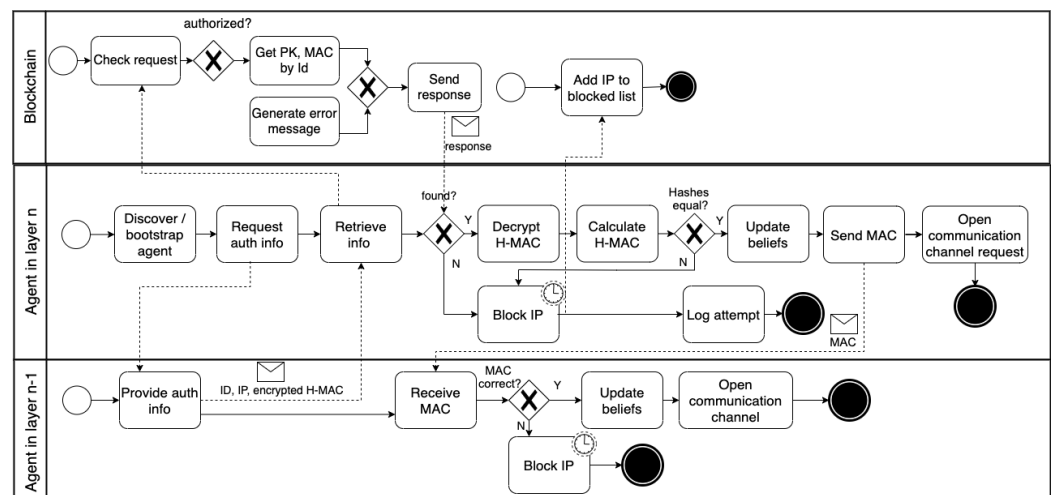 Blockchain
authorized?
Check request
Get PK, MAC
by Id
Generate error
message
Send
response
response
Add IP to
blocked list
Agent in layer n
Discover /
bootstrap
agent
Request
auth info
Retrieve
info
found?
Y
N
Decrypt
H-MAC
Calculate
H-MAC
Hashes
equal?
Y
N
Update
beliefs
Send MAC
Open
communication
channel request
Block IP
Log attempt
MAC
Agent in layer n-1
Provide auth
info
ID, IP, encrypted H-MAC
Receive
MAC
MAC
correct?
Y
N
Update
beliefs
Open
communication
channel
Block IP